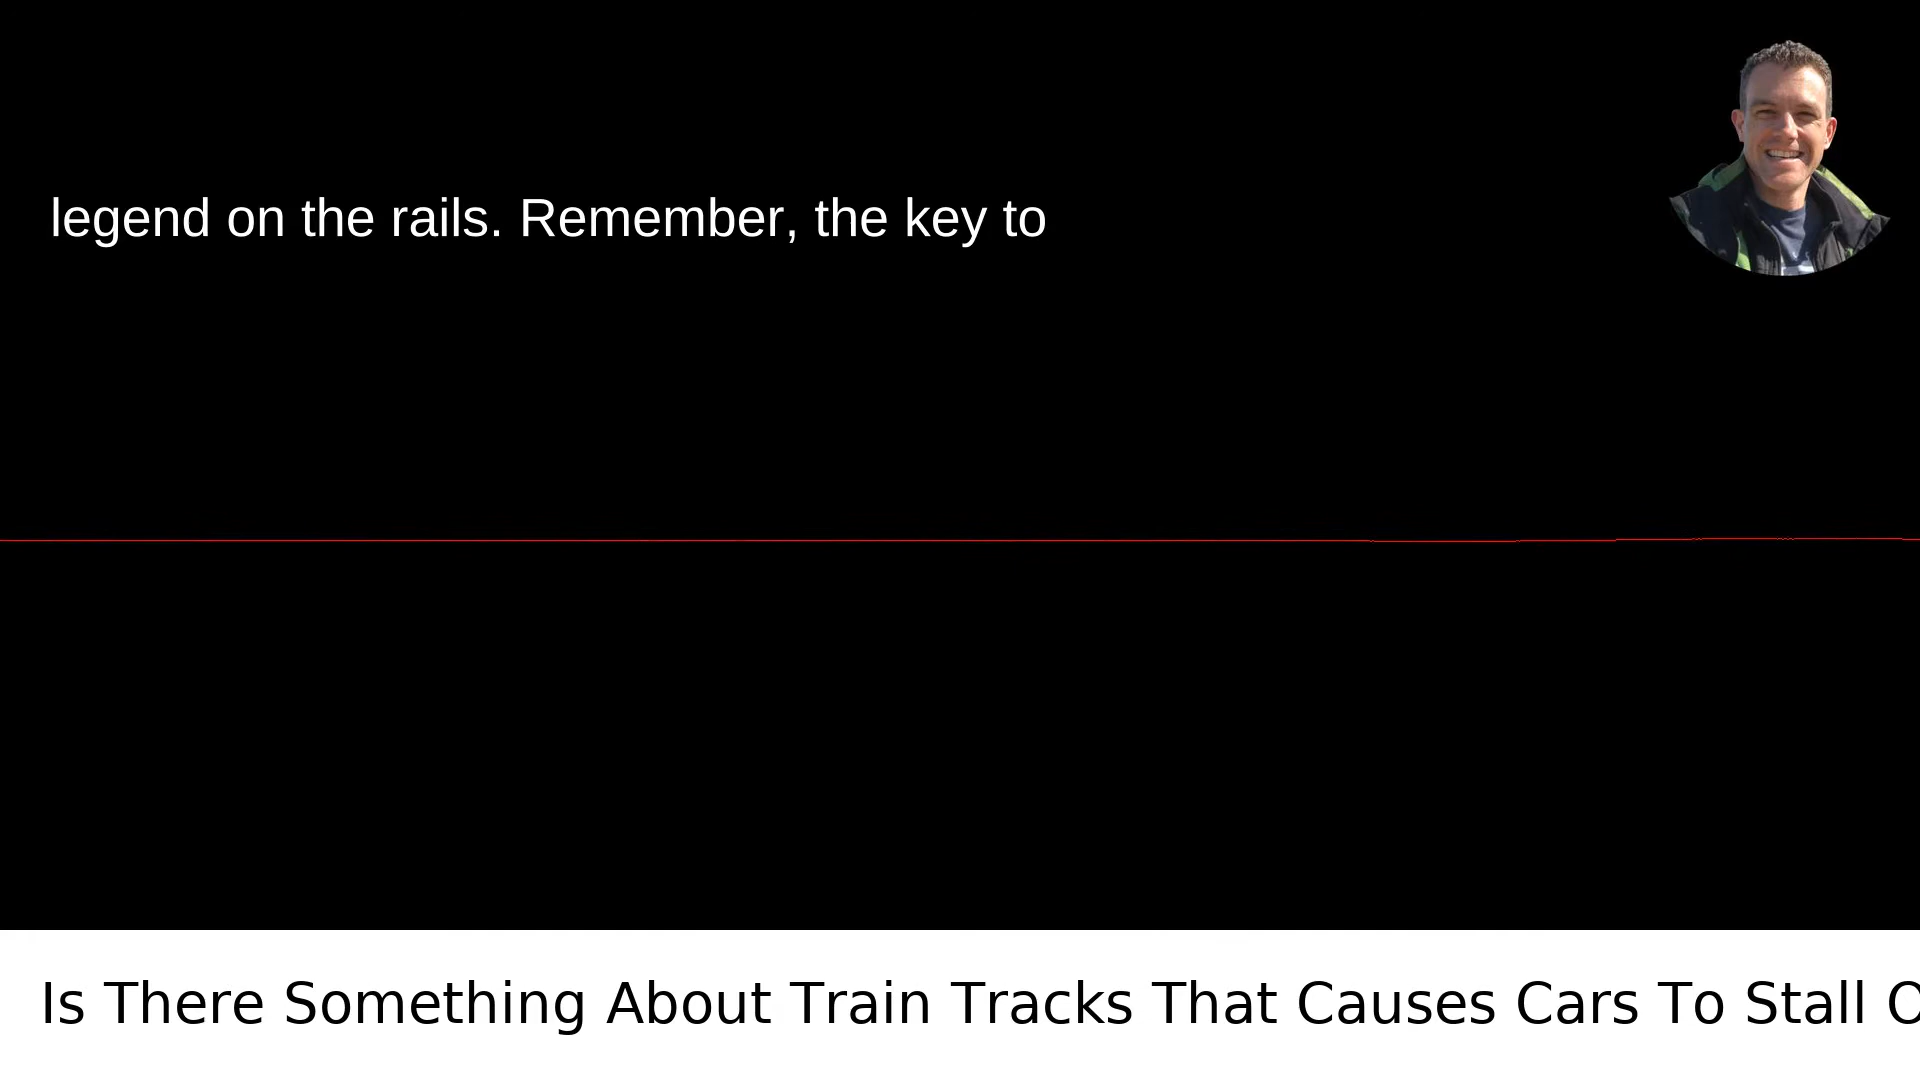 legend on the rails. Remember, the key to
Is There Something About Train Tracks That Causes Cars To Stall